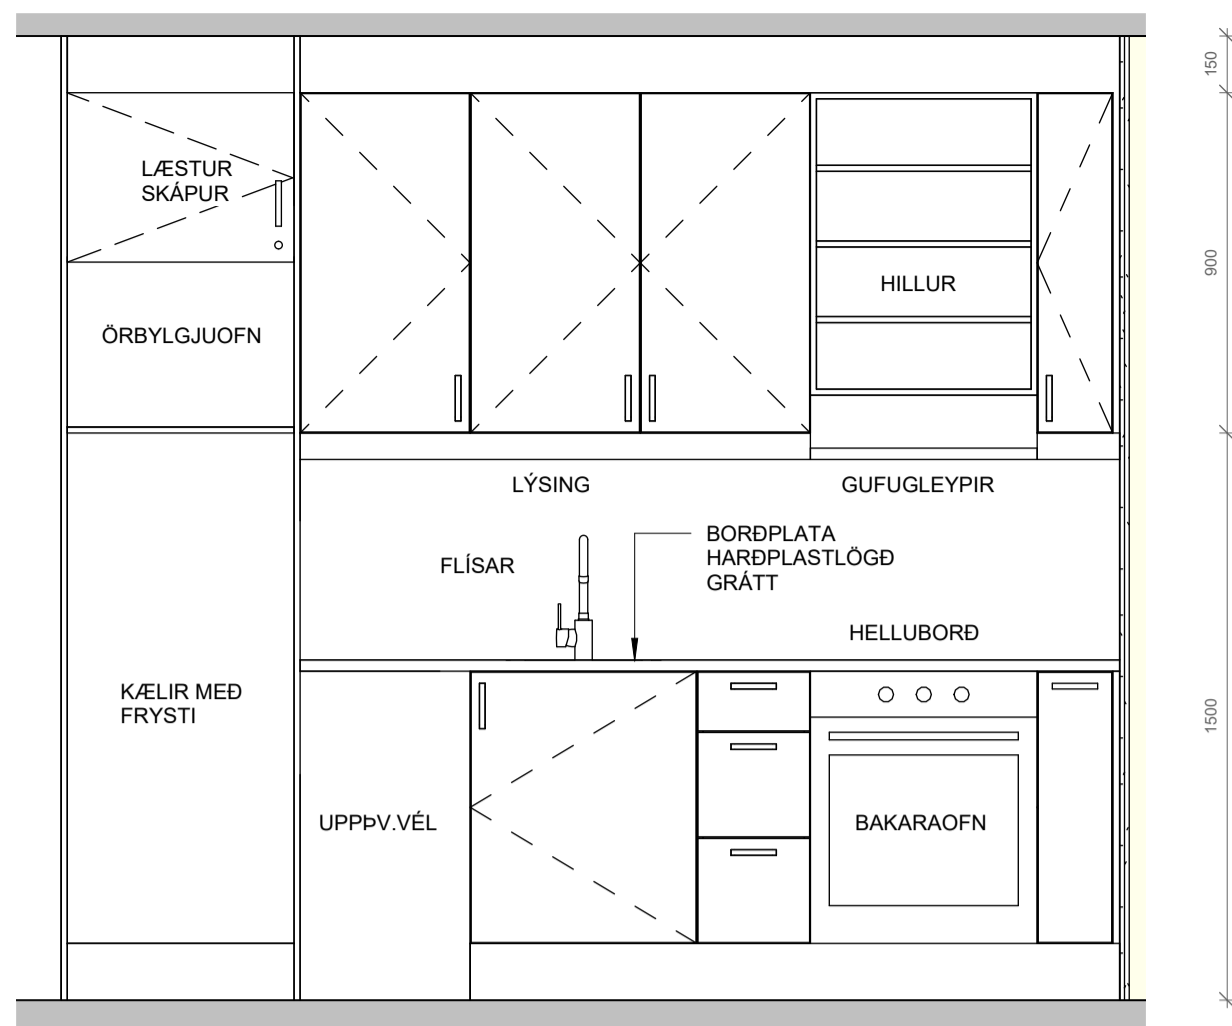 150
LÆSTUR
SKÁPUR
900
HILLUR
ÖRBYLGJUOFN
LÝSING
GUFUGLEYPIR
BORÐPLATA
HARÐPLASTLÖGÐ
GRÁTT
FLÍSAR
HELLUBORÐ
KÆLIR MEÐ
FRYSTI
1500
UPPÞV.VÉL
BAKARAOFN